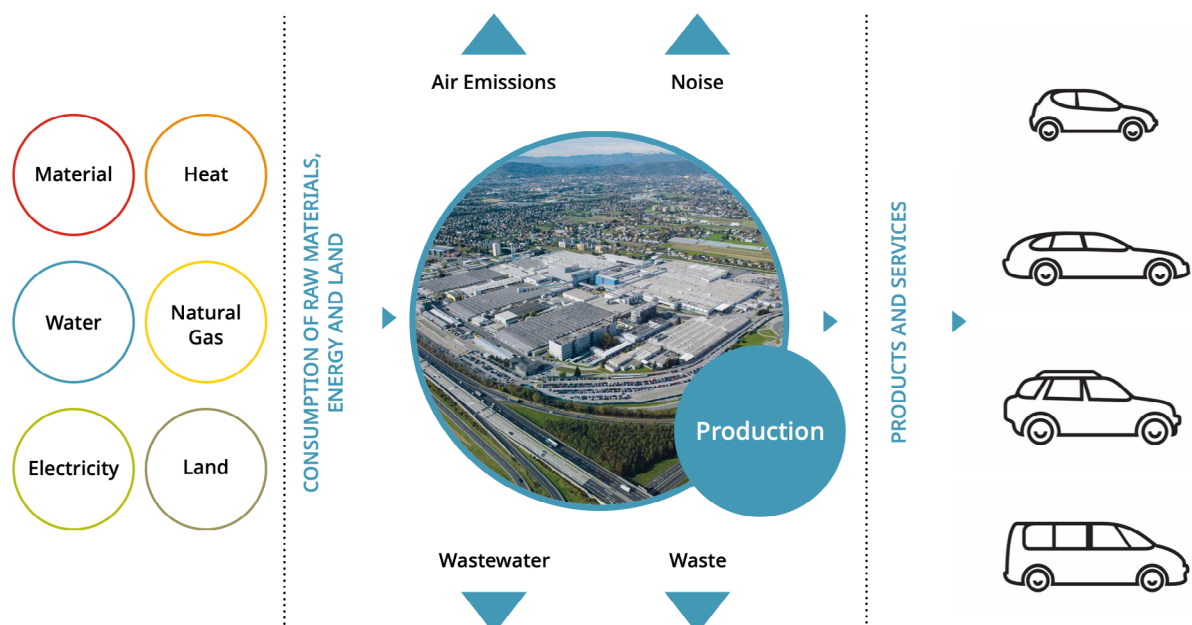 Material
Heat
Water
Natural
Gas
Electricity
Land
CONSUMPTION OF RAW MATERIALS,
ENERGY AND LAND
Air Emissions
Noise
Production
Wastewater
Waste
PRODUCTS AND SERVICES